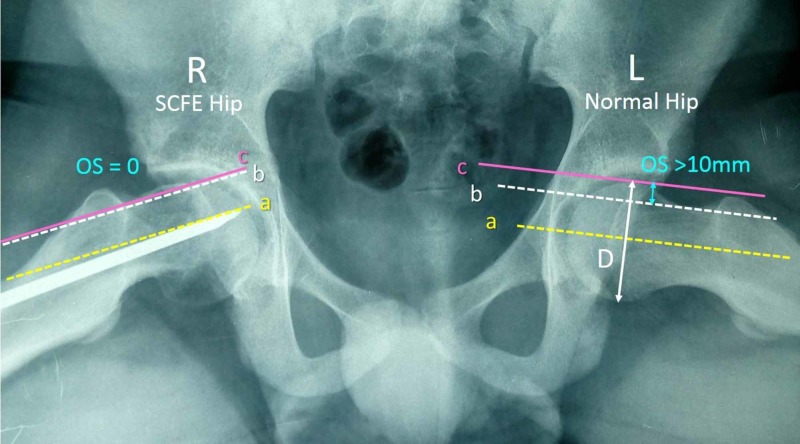 R
SCFE Hip
L
Normal Hip
OS = 0
c
b
a
c
b
a
OS >10mm
D